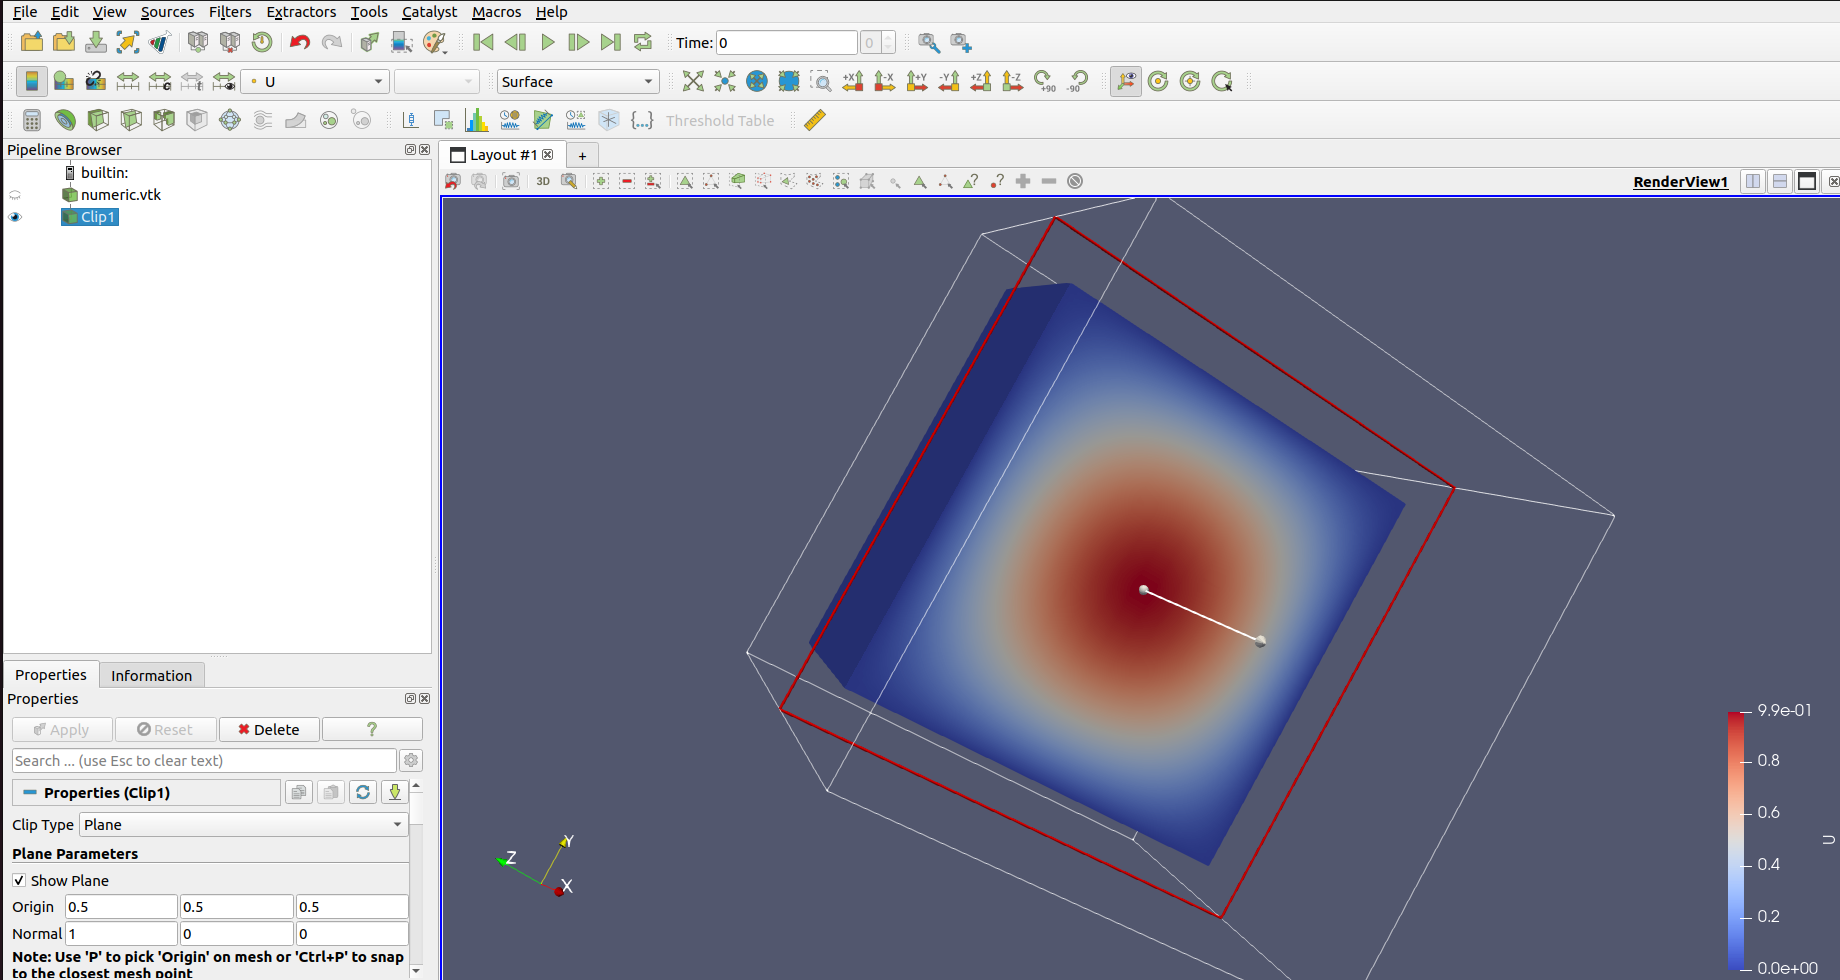 File Edit View Sources Filters Extractors Tools Catalyst Macros Help
Time: 0 0
U Surface +X -X +Y -Y +Z -Z +90 -90
Threshold Table
Pipeline Browser
Layout #1 +
builtin:
3D
RenderView1
numeric.vtk
Clip1
Properties Information
Properties
Apply Reset Delete ?
Search ... (use Esc to clear text)
Properties (Clip1)
Clip Type Plane
Plane Parameters
Show Plane
Origin 0.5 0.5 0.5
Normal 1 0 0
Note: Use 'P' to pick 'Origin' on mesh or 'Ctrl+P' to snap
to the closest mesh point
Y
Z
X
9.9e-01
0.8
0.6
U
0.4
0.2
0.0e+00